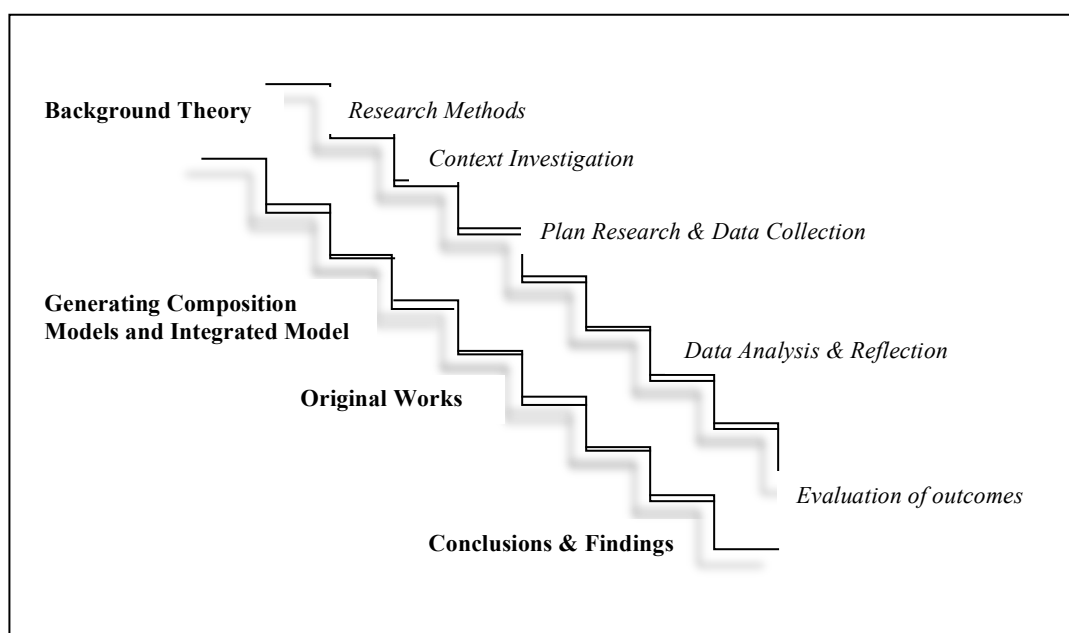 Background Theory
Research Methods
Context Investigation
Plan Research & Data Collection
Generating Composition
Models and Integrated Model
Data Analysis & Reflection
Original Works
Evaluation of outcomes
Conclusions & Findings